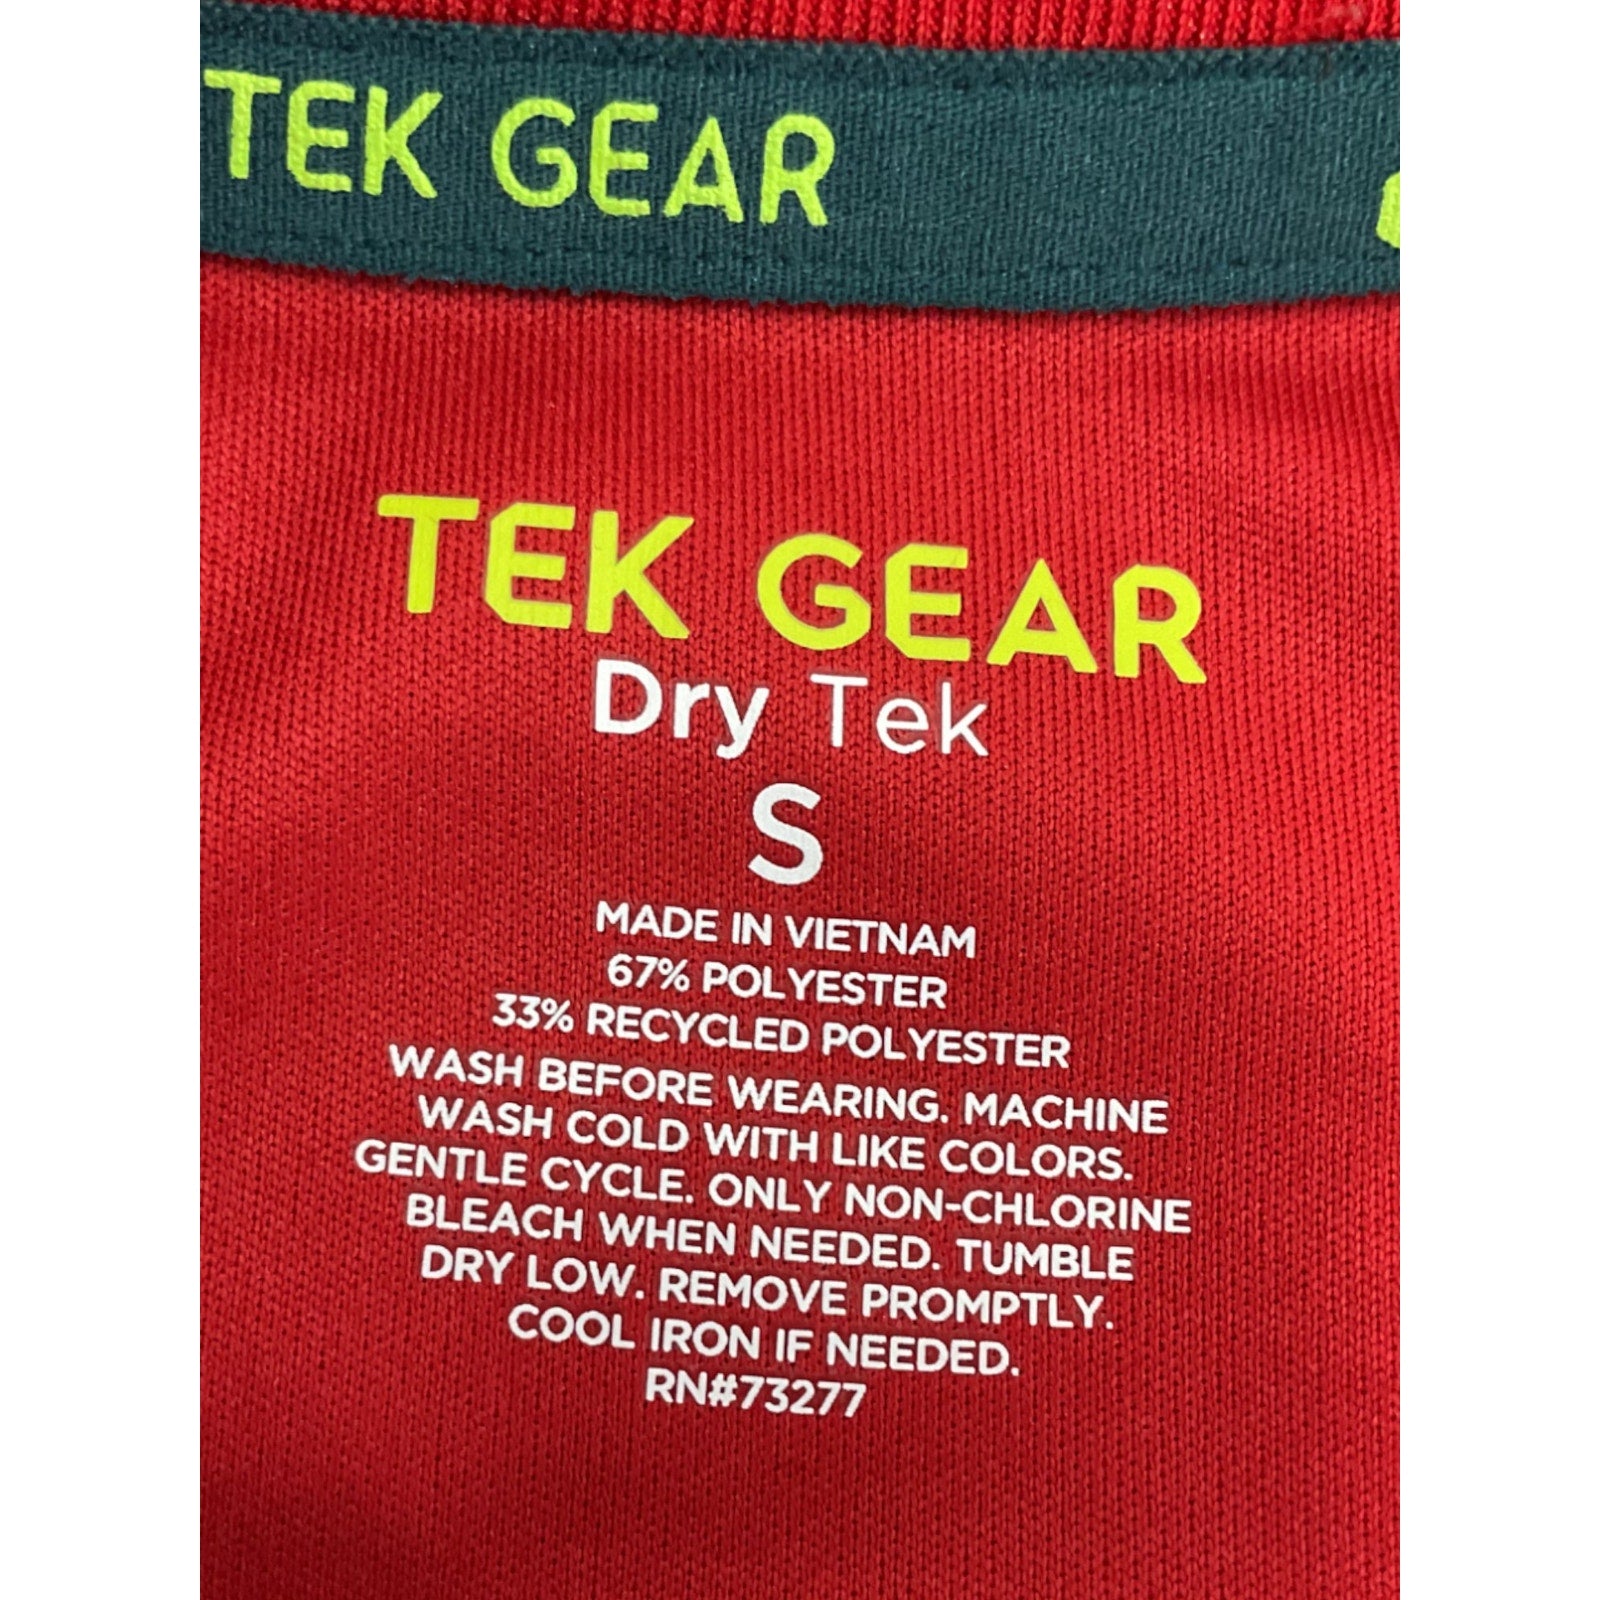 TEK GEAR
TEK GEAR
Dry Tek
S
MADE IN VIETNAM
67% POLYESTER
33% RECYCLED POLYESTER
WASH BEFORE WEARING. MACHINE
WASH COLD WITH LIKE COLORS.
GENTLE CYCLE. ONLY NON-CHLORINE
BLEACH WHEN NEEDED. TUMBLE
DRY LOW. REMOVE PROMPTLY.
COOL IRON IF NEEDED.
RN#73277